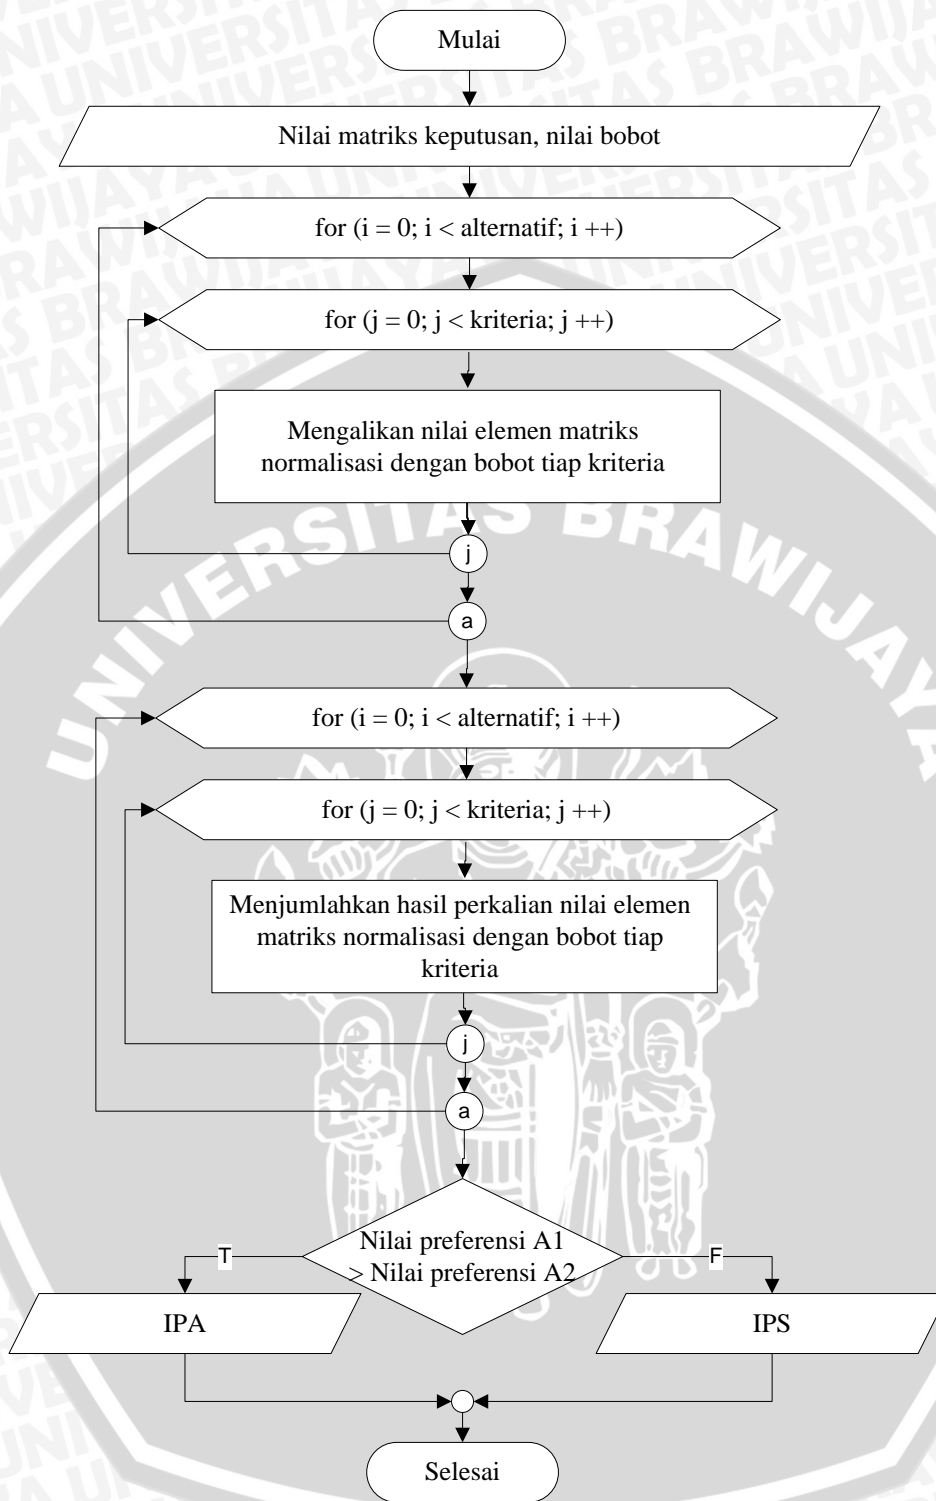 Mulai
Nilai matriks keputusan, nilai bobot
for (i = 0; i < alternatif; i ++)
for (j = 0; j < kriteria; j ++)
Mengalikan nilai elemen matriks
normalisasi dengan bobot tiap kriteria
j
a
for (i = 0; i < alternatif; i ++)
for (j = 0; j < kriteria; j ++)
Menjumlahkan hasil perkalian nilai elemen
matriks normalisasi dengan bobot tiap
kriteria
j
a
Nilai preferensi A1
> Nilai preferensi A2
T
F
IPA
IPS
Selesai
UNIVERSITAS BRAWIJAYA